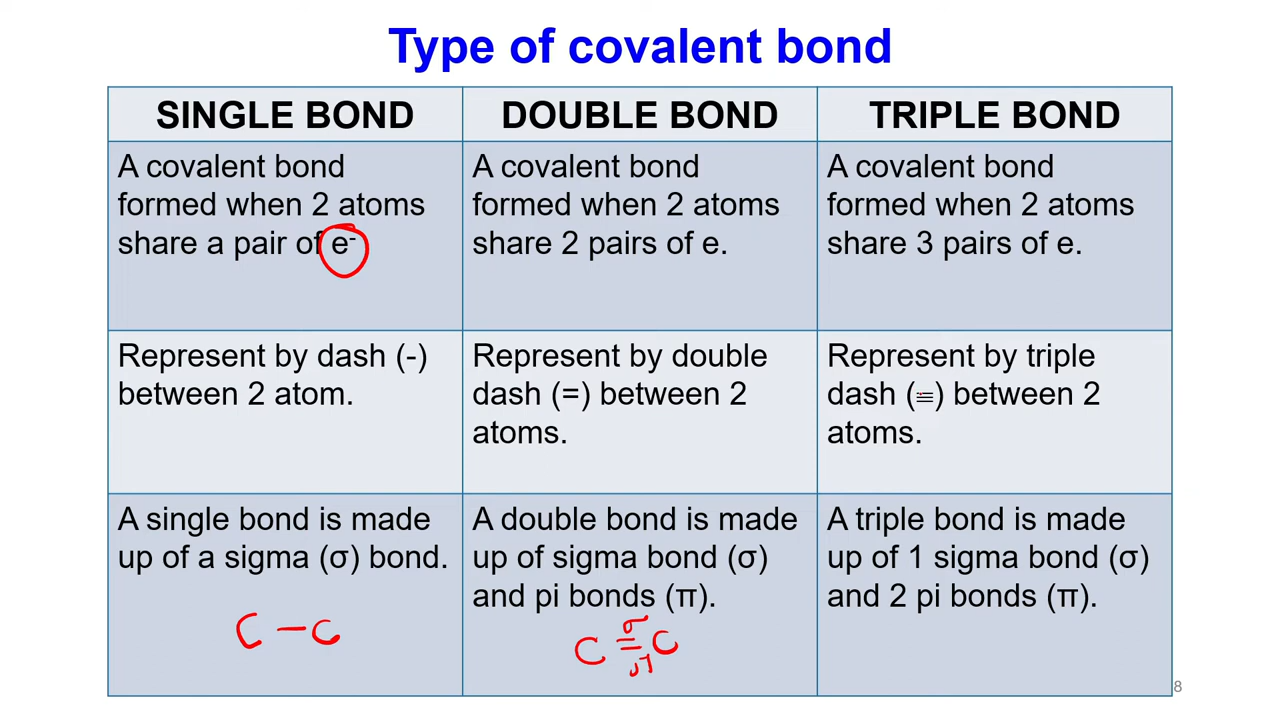 Type of covalent bond
SINGLE BOND
DOUBLE BOND
TRIPLE BOND
A covalent bond
formed when 2 atoms
share a pair of e-
A covalent bond
formed when 2 atoms
share 2 pairs of e.
A covalent bond
formed when 2 atoms
share 3 pairs of e.
Represent by dash (-)
between 2 atom.
Represent by double
dash (=) between 2
atoms.
Represent by triple
dash (≡) between 2
atoms.
A single bond is made
up of a sigma (σ) bond.
C – C
A double bond is made
up of sigma bond (σ)
and pi bonds (π).
σ
C = C
π
A triple bond is made
up of 1 sigma bond (σ)
and 2 pi bonds (π).
8